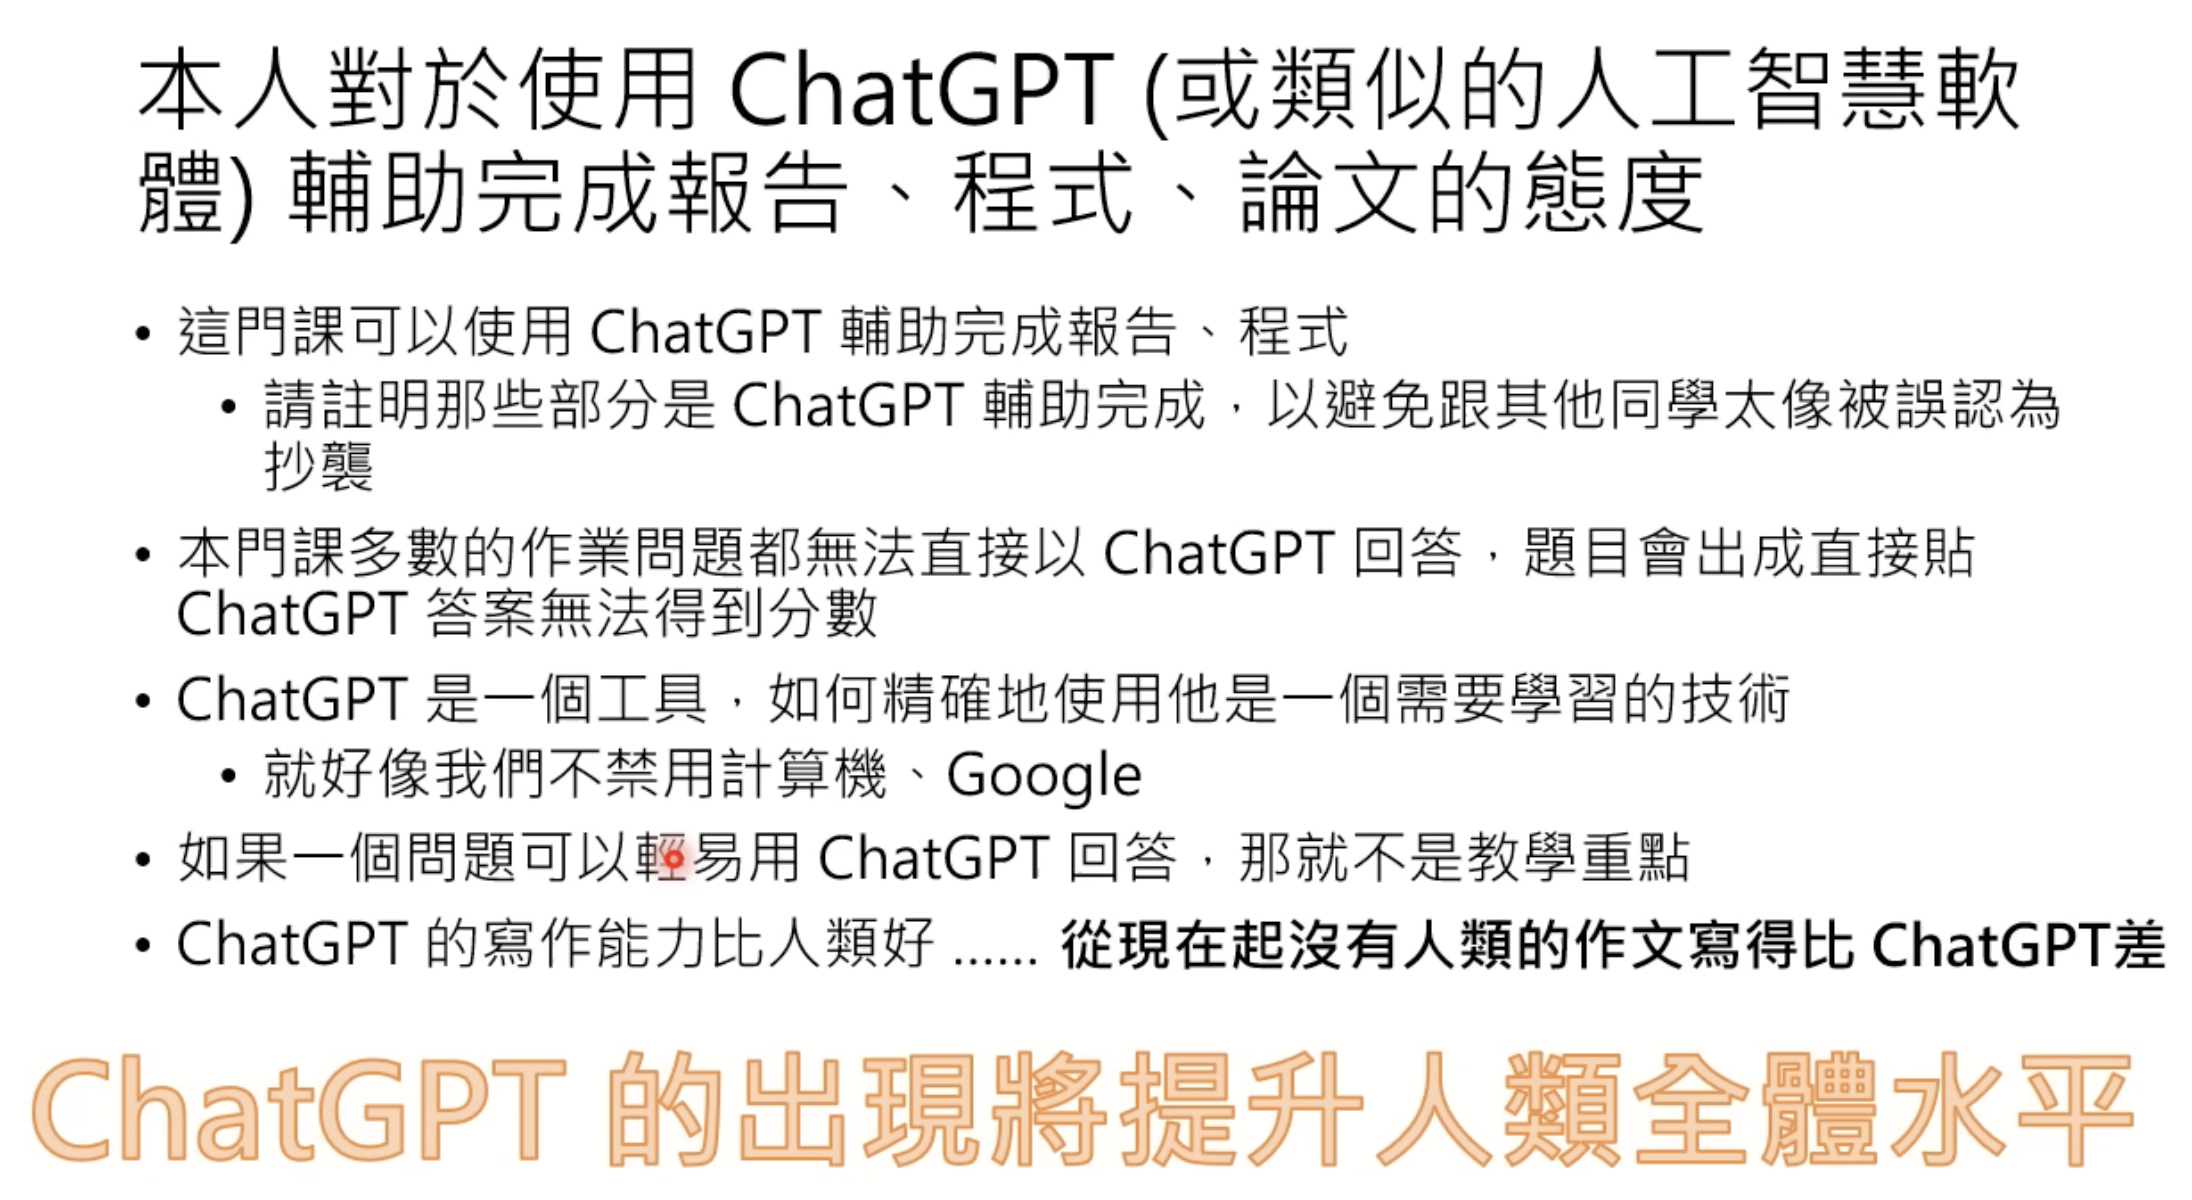 本人對於使用 ChatGPT (或類似的人工智慧軟
體) 輔助完成報告、程式、論文的態度
• 這門課可以使用 ChatGPT 輔助完成報告、程式
• 請註明那些部分是 ChatGPT 輔助完成，以避免跟其他同學太像被誤認為
抄襲
• 本門課多數的作業問題都無法直接以 ChatGPT 回答，題目會出成直接貼
ChatGPT 答案無法得到分數
• ChatGPT 是一個工具，如何精確地使用他是一個需要學習的技術
• 就好像我們不禁用計算機、Google
• 如果一個問題可以輕易用 ChatGPT 回答，那就不是教學重點
• ChatGPT 的寫作能力比人類好 …… 從現在起沒有人類的作文寫得比 ChatGPT差
ChatGPT 的出現將提升人類全體水平